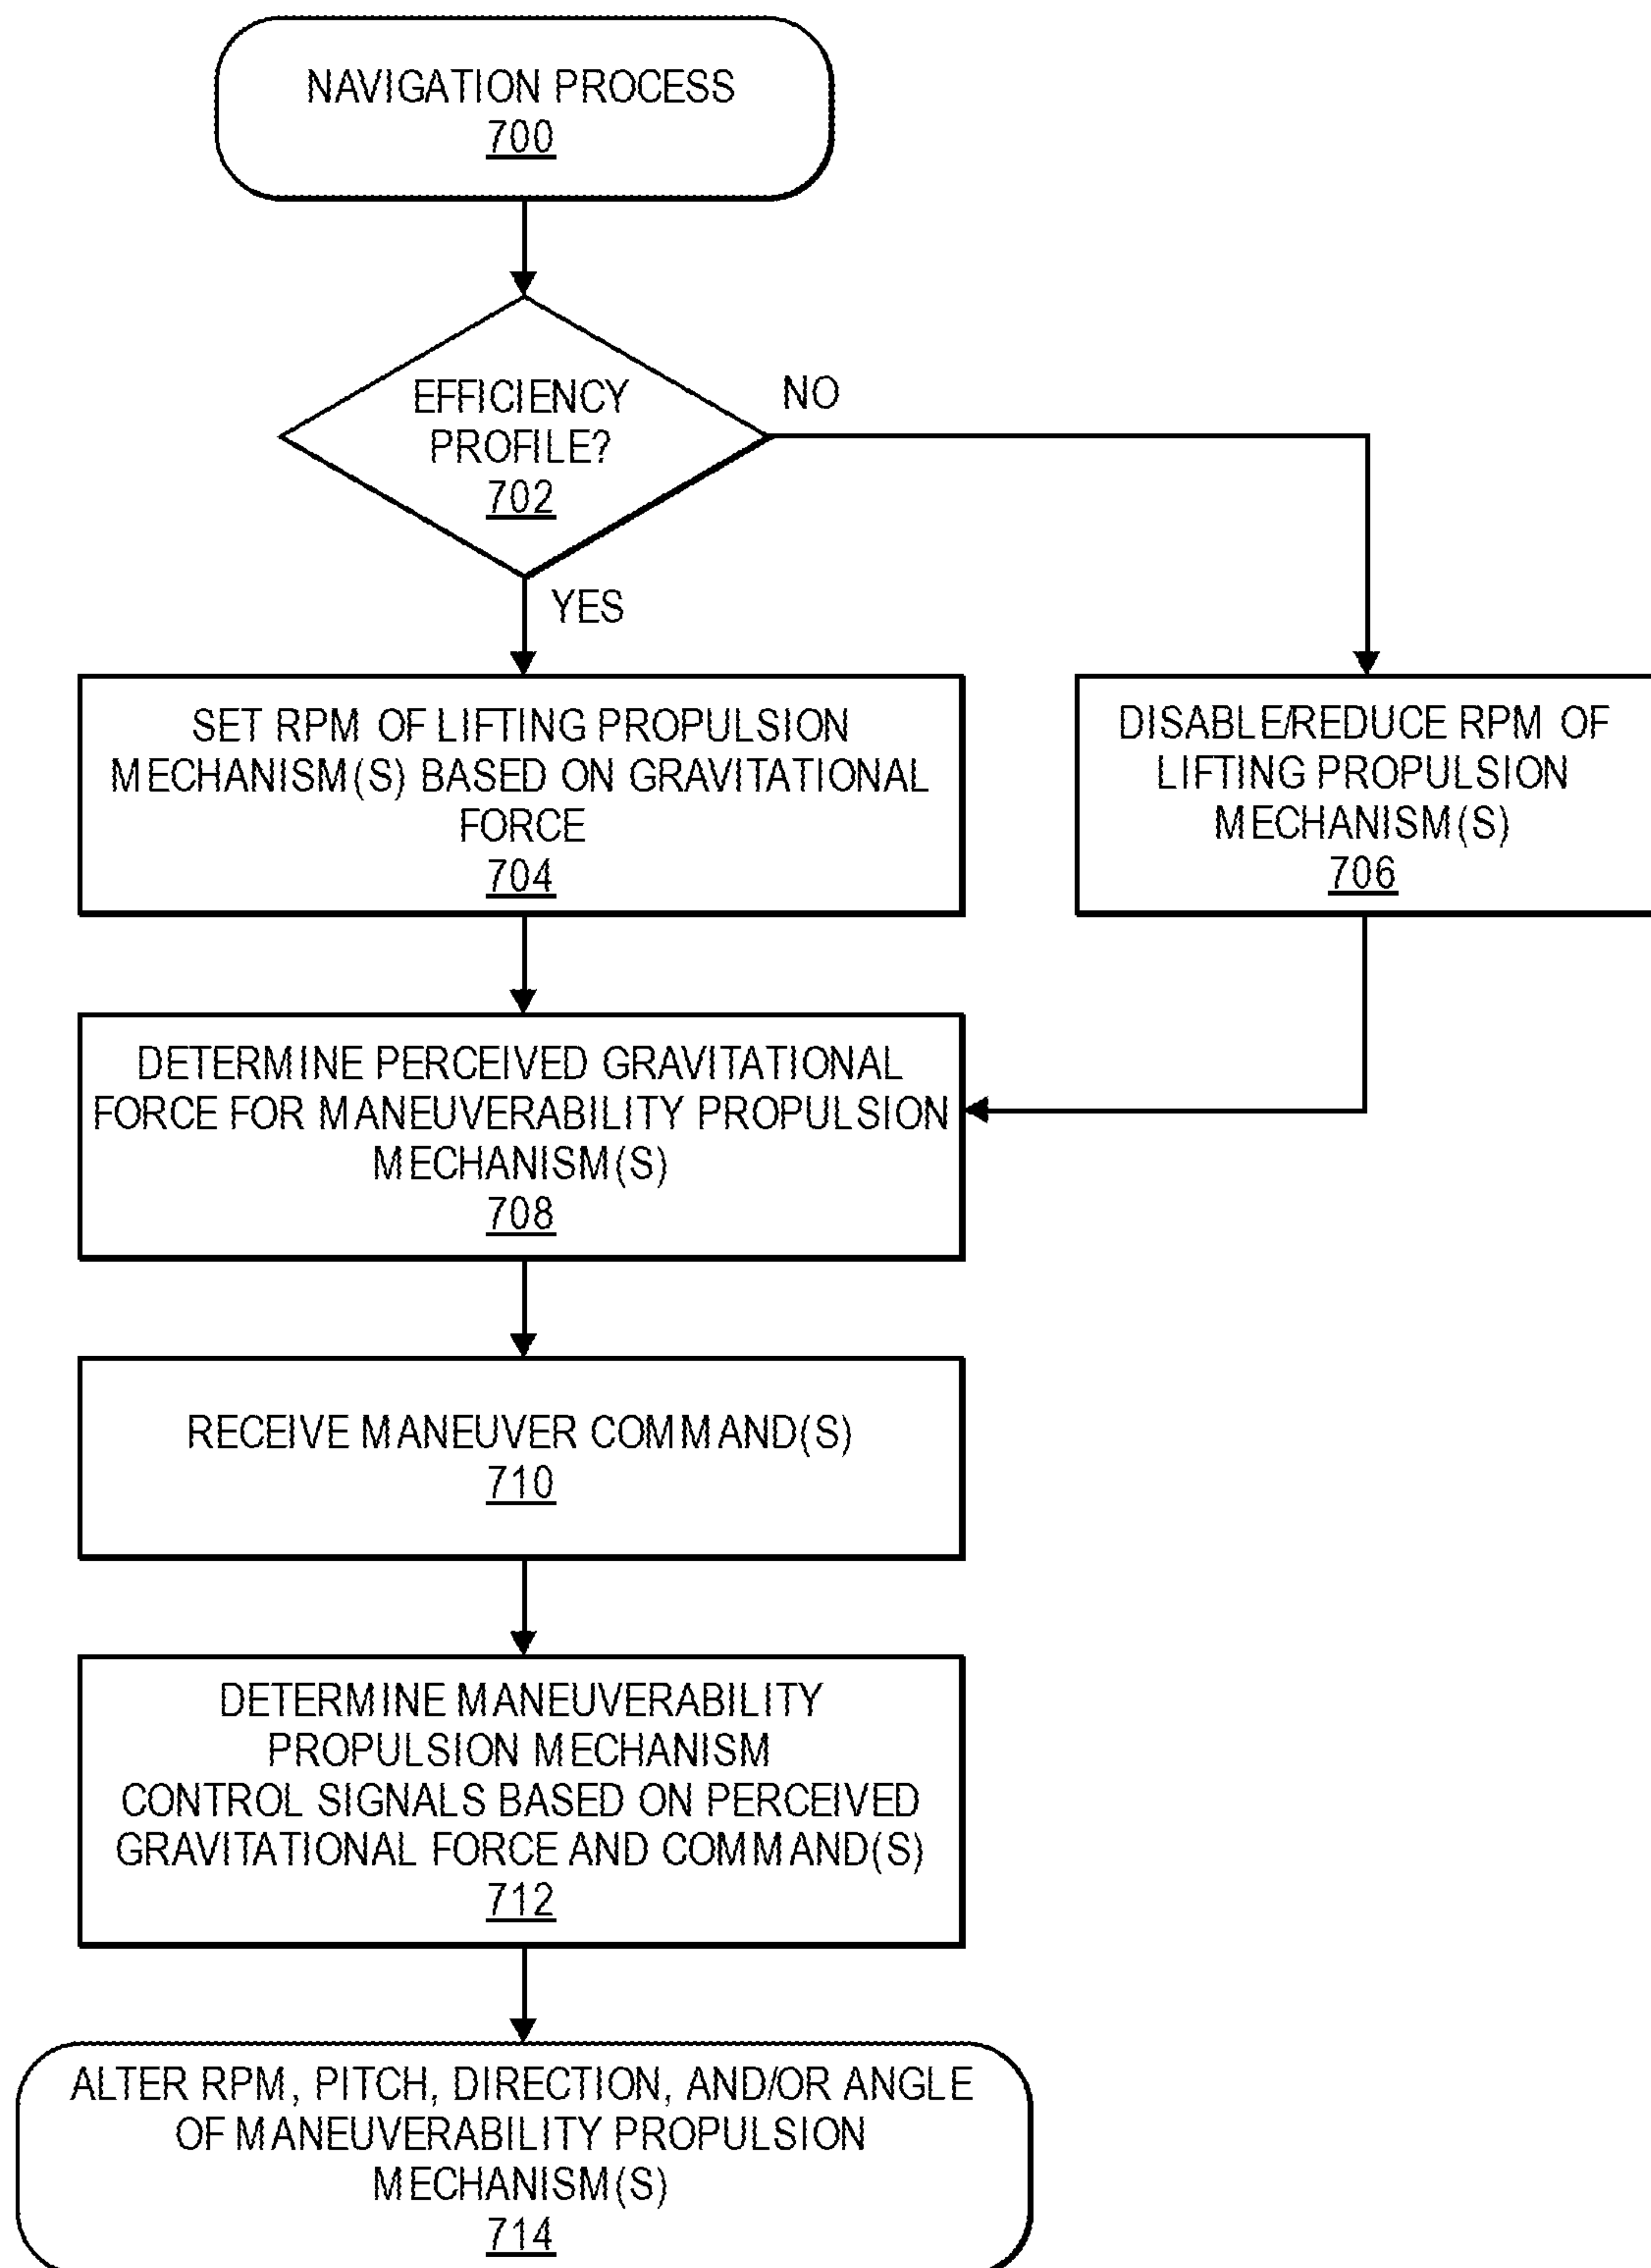 NAVIGATION PROCESS
700
EFFICIENCY
PROFILE?
702
NO
YES
SET RPM OF LIFTING PROPULSION
MECHANISM(S) BASED ON GRAVITATIONAL
FORCE
704
DISABLE/REDUCE RPM OF
LIFTING PROPULSION
MECHANISM(S)
706
DETERMINE PERCEIVED GRAVITATIONAL
FORCE FOR MANEUVERABILITY PROPULSION
MECHANISM(S)
708
RECEIVE MANEUVER COMMAND(S)
710
DETERMINE MANEUVERABILITY
PROPULSION MECHANISM
CONTROL SIGNALS BASED ON PERCEIVED
GRAVITATIONAL FORCE AND COMMAND(S)
712
ALTER RPM, PITCH, DIRECTION, AND/OR ANGLE
OF MANEUVERABILITY PROPULSION
MECHANISM(S)
714